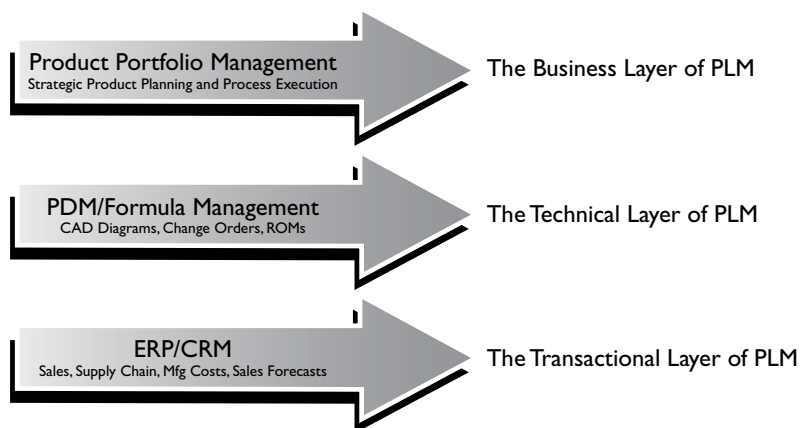 Product Portfolio Management
Strategic Product Planning and Process Execution
The Business Layer of PLM
PDM/Formula Management
CAD Diagrams, Change Orders, ROMs
The Technical Layer of PLM
ERP/CRM
Sales, Supply Chain, Mfg Costs, Sales Forecasts
The Transactional Layer of PLM